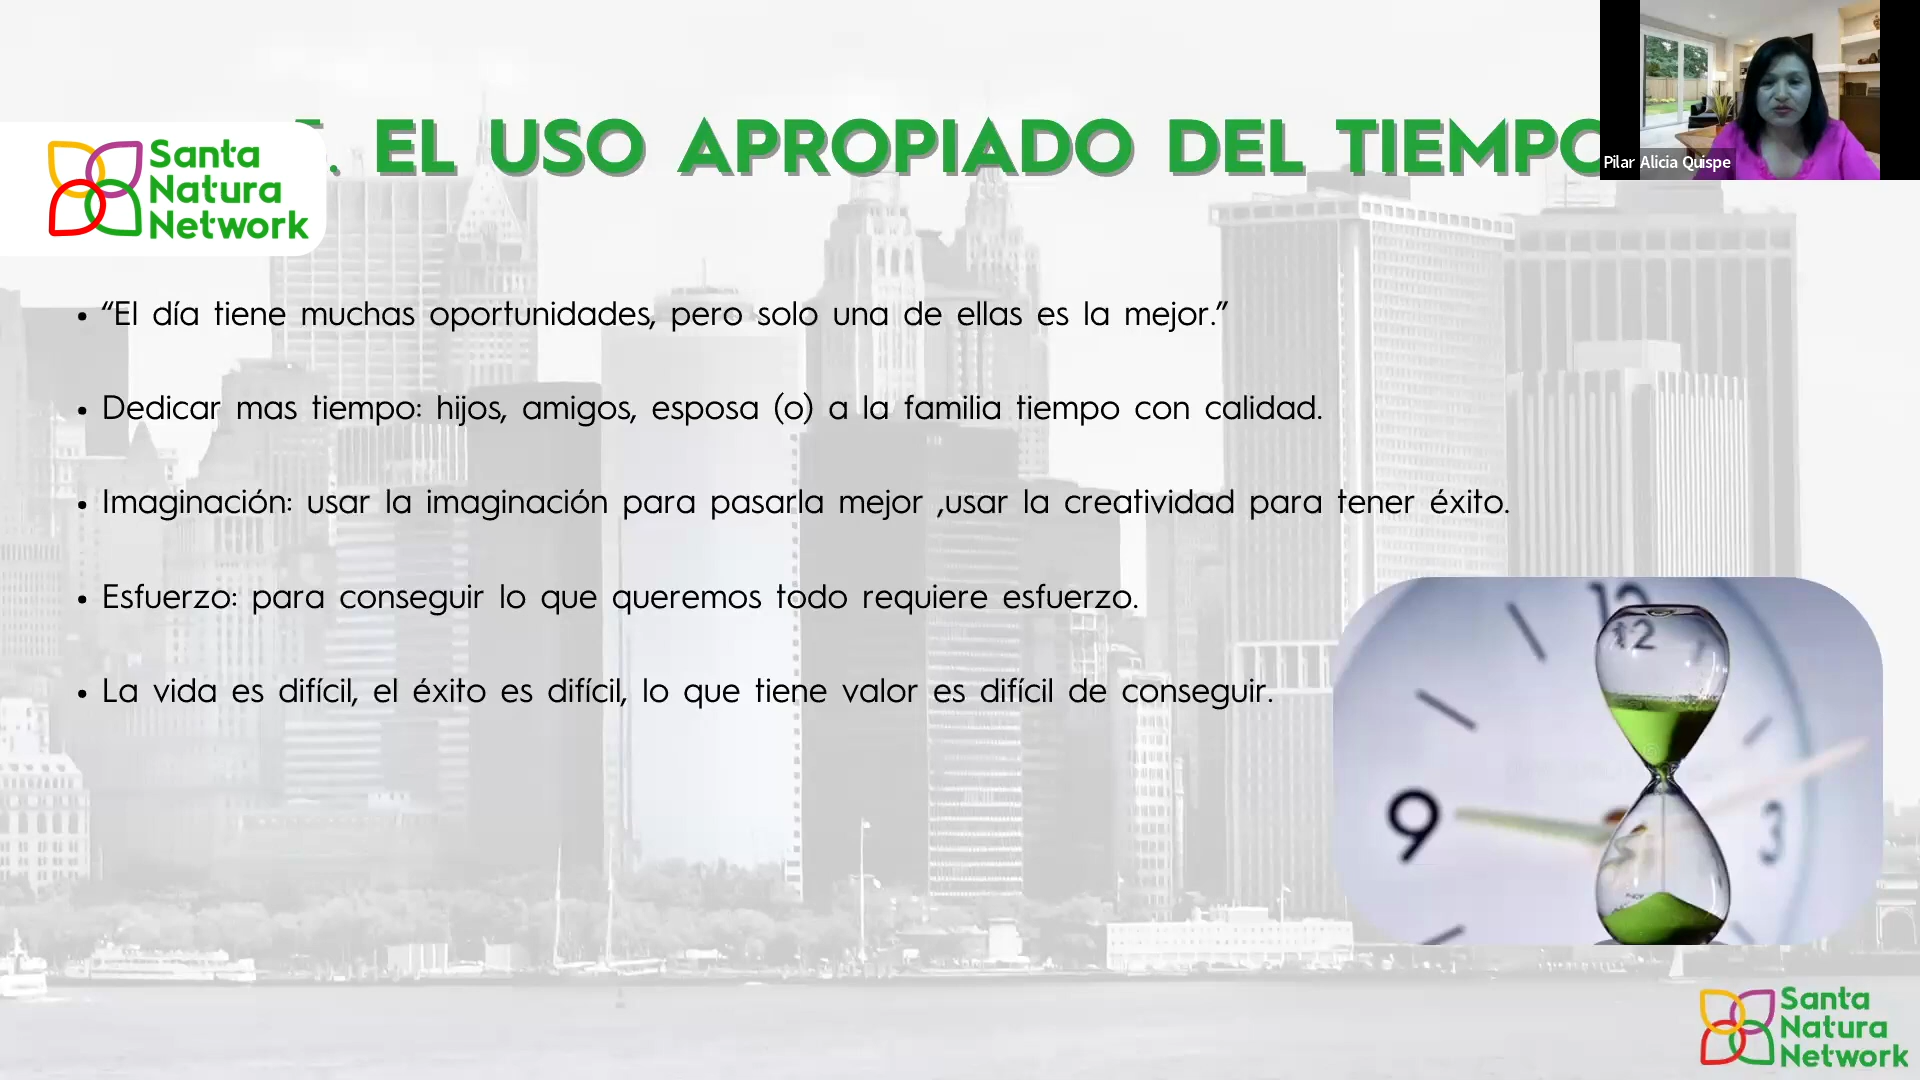 . EL USO APROPIADO DEL TIEMPO
Santa
Natura
Network
Pilar Alicia Quispe
• “El día tiene muchas oportunidades, pero solo una de ellas es la mejor.”
• Dedicar mas tiempo: hijos, amigos, esposa (o) a la familia tiempo con calidad.
• Imaginación: usar la imaginación para pasarla mejor ,usar la creatividad para tener éxito.
• Esfuerzo: para conseguir lo que queremos todo requiere esfuerzo.
• La vida es difícil, el éxito es difícil, lo que tiene valor es difícil de conseguir.
12
12
9
3
Santa
Natura
Network